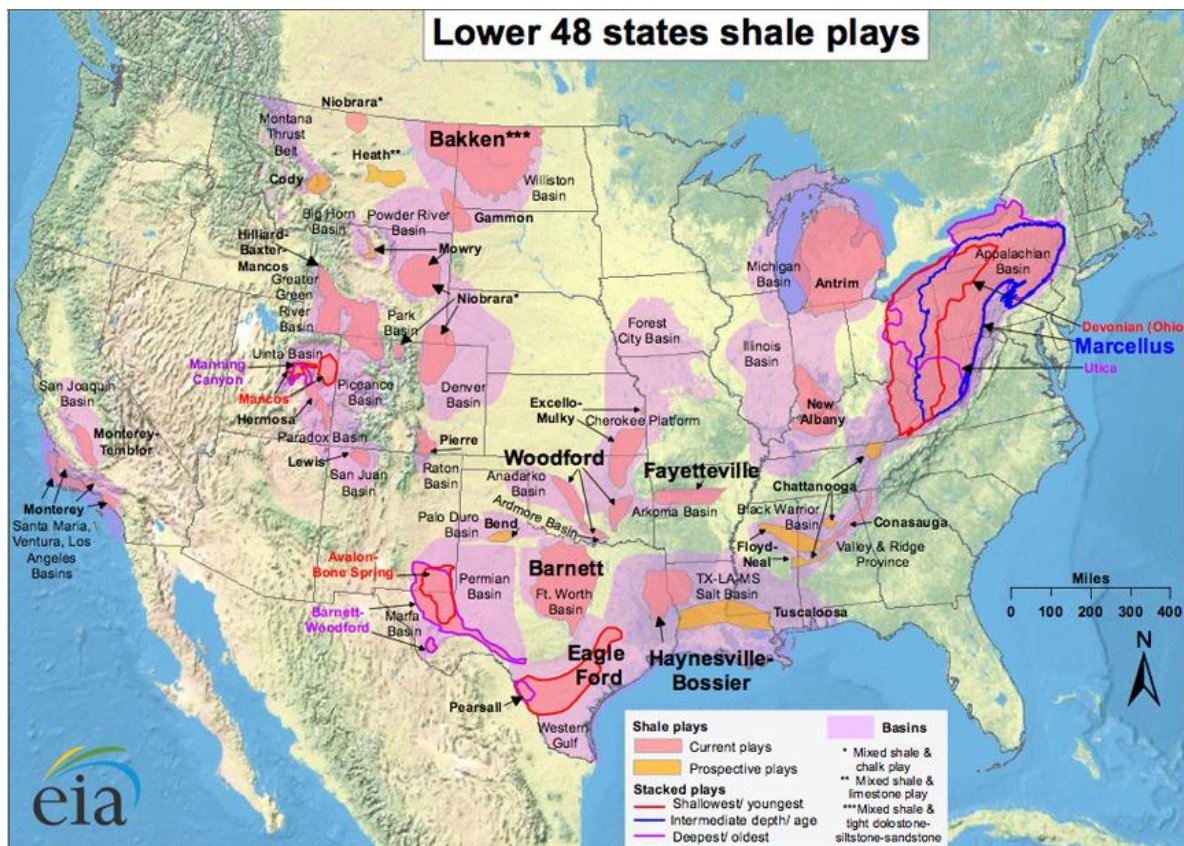 Lower 48 states shale plays
Niobrara*
Montana
Thrust
Belt
Bakken***
Heath**
Cody
Williston
Basin
Big Horn
Basin
Powder River
Basin
Gammon
Hilliard-
Baxter-
Mancos
Mowry
Greater
Green
River
Basin
Niobrara*
Park
Basin
Michigan
Basin
Antrim
Appalachian
Basin
Devonian (Ohio
Marcellus
Utica
Forest
City Basin
Illinois
Basin
Uinta Basin
Manning
Canyon
Mancos
Piceance
Basin
Denver
Basin
San Joaquin
Basin
Monterey-
Temblor
Hermosa
Paradox Basin
Excello-
Mulky
Cherokee Platform
New
Albany
Lewis
San Juan
Basin
Pierre
Raton
Basin
Woodford
Anadarko
Basin
Fayetteville
Arkoma Basin
Chattanooga
Monterey
Santa Maria,
Ventura, Los
Angeles
Basins
Palo Duro
Basin
Bend
Ardmore Basin
Black Warrior
Basin
Conasauga
Floyd-
Neal
Valley & Ridge
Province
Avalon-
Bone Spring
Permian
Basin
Barnett
Ft. Worth
Basin
TX-LA-MS
Salt Basin
Tuscaloosa
Barnett-
Woodford
Marfa
Basin
Eagle
Ford
Haynesville-
Bossier
Pearsall
Western
Gulf
Miles
0 100 200 300 400
N
Shale plays
Current plays
Prospective plays
Stacked plays
Shallowest/ youngest
Intermediate depth/ age
Deepest/ oldest
Basins
* Mixed shale &
chalk play
** Mixed shale &
limestone play
***Mixed shale &
tight dolostone-
siltstone-sandstone
eia